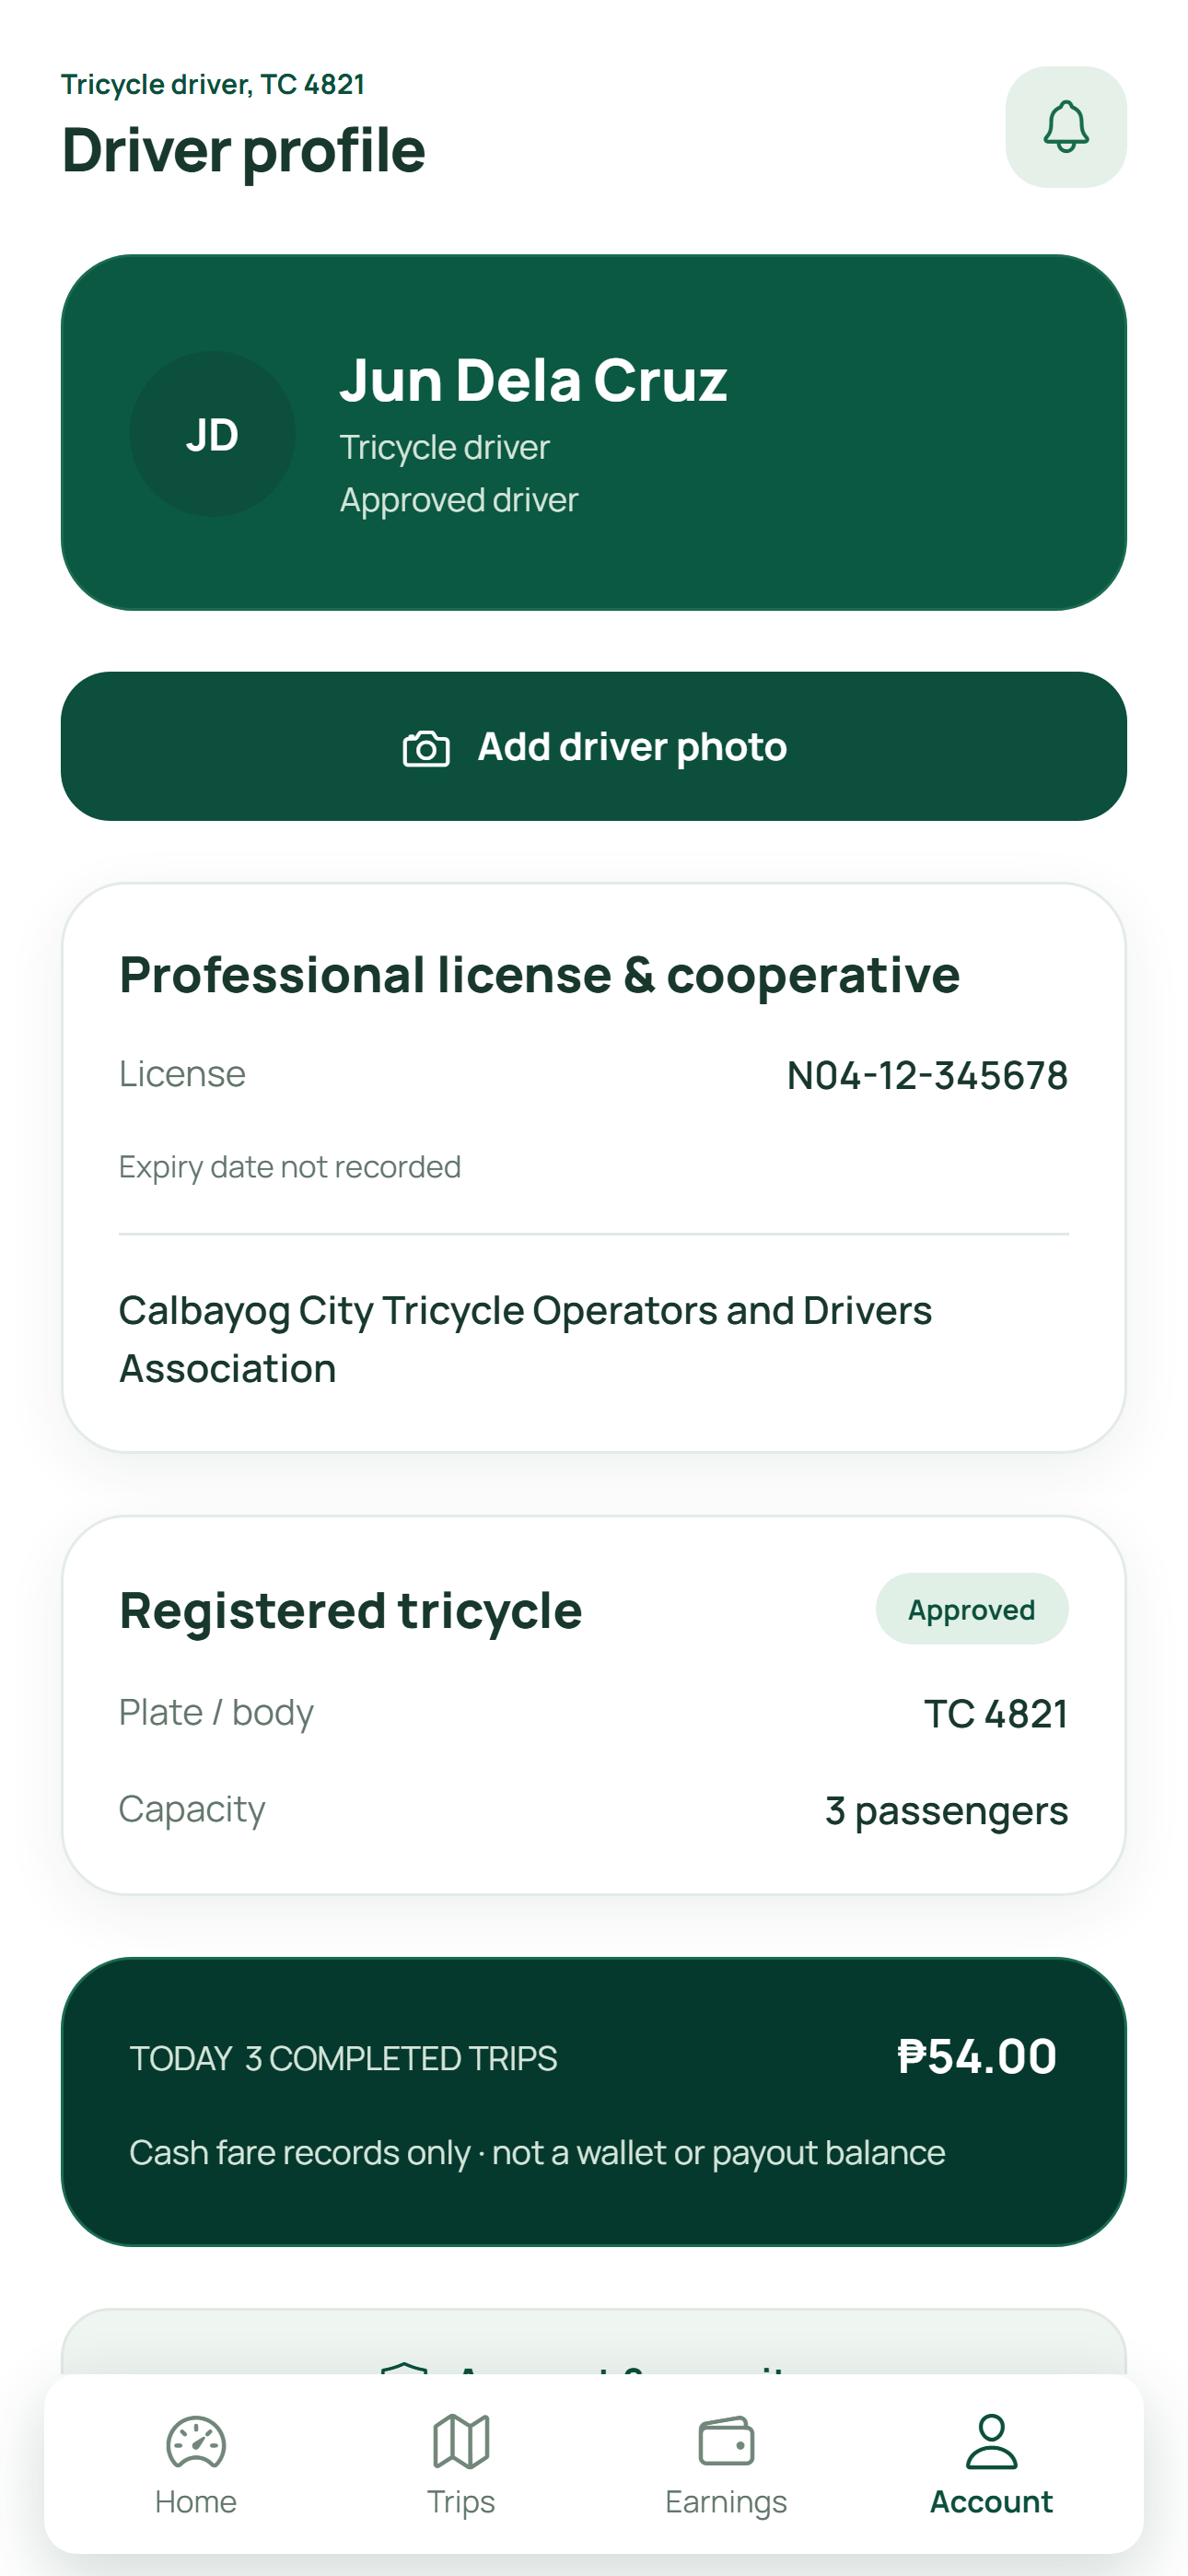 Tricycle driver, TC 4821
Driver profile
JD
Jun Dela Cruz
Tricycle driver
Approved driver
Add driver photo
Professional license & cooperative
License
N04-12-345678
Expiry date not recorded
Calbayog City Tricycle Operators and Drivers
Association
Registered tricycle
Approved
Plate / body
TC 4821
Capacity
3 passengers
TODAY 3 COMPLETED TRIPS
₱54.00
Cash fare records only · not a wallet or payout balance
Home
Trips
Earnings
Account